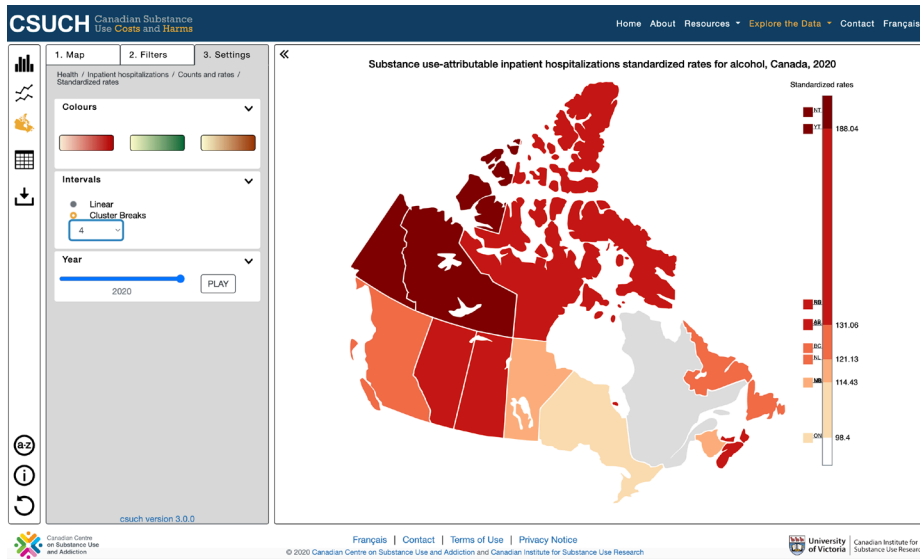 CSUCH Canadian Substance
Use Costs and Harms
Home About Resources Explore the Data Contact Français
1. Map 2. Filters 3. Settings
Health / Inpatient hospitalizations / Counts and rates /
Standardized rates
Colours
Intervals
Linear
Cluster Breaks
4
Year
2020
PLAY
csuch version 3.0.0
a-z
Substance use-attributable inpatient hospitalizations standardized rates for alcohol, Canada, 2020
Standardized rates
NT
YT
188.04
131.06
BC
NL
121.13
114.43
ON
98.4
Canadian Centre
on Substance Use
and Addiction
Français | Contact | Terms of Use | Privacy Notice
© 2020 Canadian Centre on Substance Use and Addiction and Canadian Institute for Substance Use Research
University
of Victoria
Canadian Institute for
Substance Use Resear